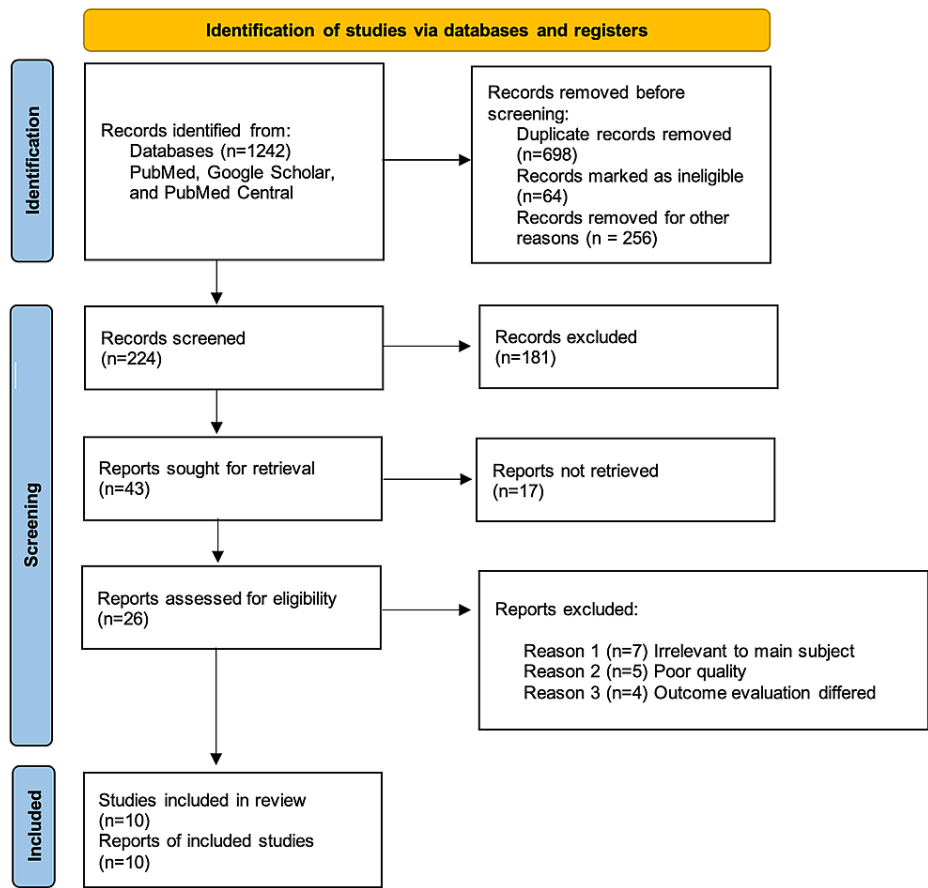 Identification of studies via databases and registers
Identification
Records identified from:
Databases (n=1242)
PubMed, Google Scholar,
and PubMed Central
Records removed before
screening:
Duplicate records removed
(n=698)
Records marked as ineligible
(n=64)
Records removed for other
reasons (n = 256)
Screening
Records screened
(n=224)
Records excluded
(n=181)
Reports sought for retrieval
(n=43)
Reports not retrieved
(n=17)
Reports assessed for eligibility
(n=26)
Reports excluded:
Reason 1 (n=7) Irrelevant to main subject
Reason 2 (n=5) Poor quality
Reason 3 (n=4) Outcome evaluation differed
Included
Studies included in review
(n=10)
Reports of included studies
(n=10)